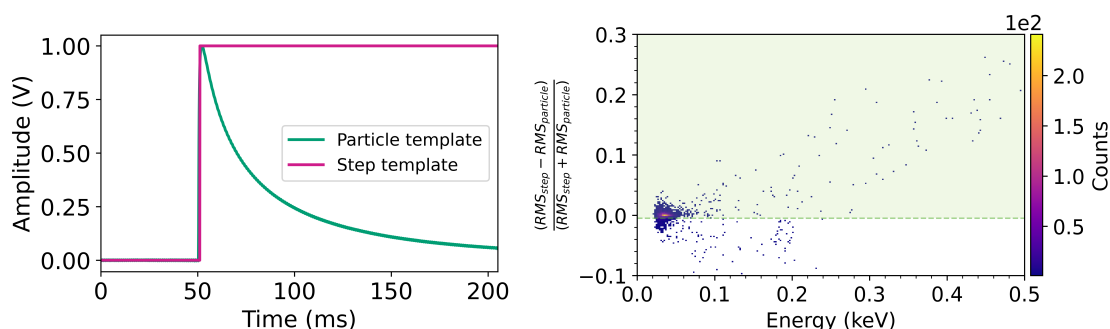 1.00
0.75
0.50
0.25
0.00
Amplitude (V)
0
50
100
150
200
Time (ms)
Particle template
Step template
0.3
0.2
0.1
0.0
−0.1
(RMS_step − RMS_particle)
(RMS_step + RMS_particle)
0.0
0.1
0.2
0.3
0.4
0.5
Energy (keV)
1e2
2.0
1.0
0.5
Counts